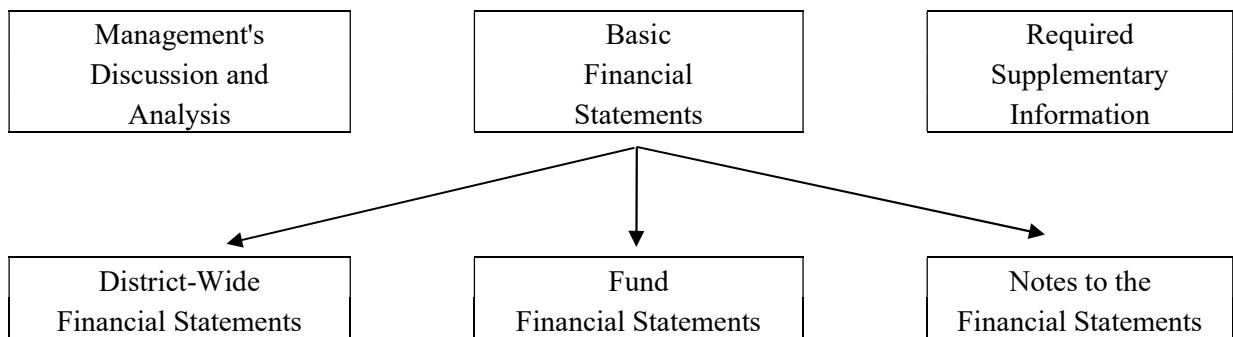 Management's
Discussion and
Analysis
Basic
Financial
Statements
Required
Supplementary
Information
District-Wide
Financial Statements
Fund
Financial Statements
Notes to the
Financial Statements